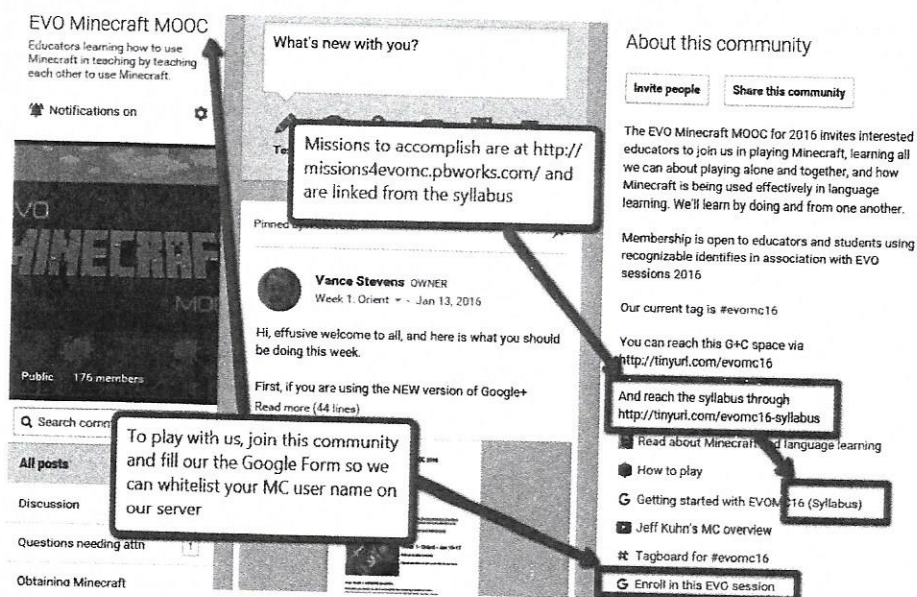 EVO Minecraft MOOC
Educators learning how to use
Minecraft in teaching by teaching
each other to use Minecraft.
Notifications on
EVO
MINECRAF
MOO
Public 176 members
Search comm
All posts
Discussion
Questions needing attn 1
Obtaining Minecraft
What's new with you?
Missions to accomplish are at http://
missions4evomc.pbworks.com/ and
are linked from the syllabus
Pinned by
Vance Stevens OWNER
Week 1: Orient - Jan 13, 2016
Hi, effusive welcome to all, and here is what you should
be doing this week.
First, if you are using the NEW version of Google+
Read more (44 lines)
To play with us, join this community
and fill our the Google Form so we
can whitelist your MC user name on
our server
About this community
Invite people Share this community
The EVO Minecraft MOOC for 2016 invites interested
educators to join us in playing Minecraft, learning all
we can about playing alone and together, and how
Minecraft is being used effectively in language
learning. We'll learn by doing and from one another.
Membership is open to educators and students using
recognizable identifies in association with EVO
sessions 2016
Our current tag is #evomc16
You can reach this G+C space via
http://tinyurl.com/evomc16
And reach the syllabus through
http://tinyurl.com/evomc16-syllabus
Read about Minecraft and language learning
How to play
G Getting started with EVOMC16 (Syllabus)
Jeff Kuhn's MC overview
# Tagboard for #evomc16
G Enroll in this EVO session